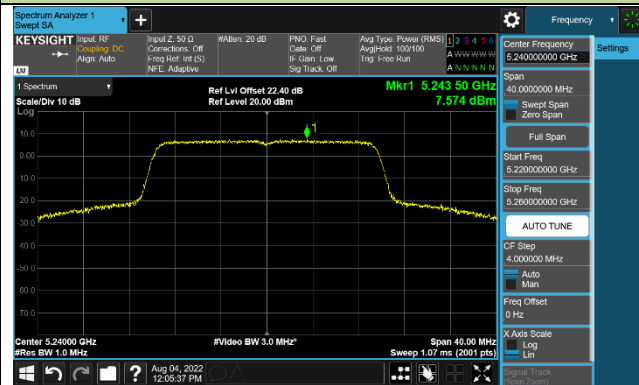 Spectrum Analyzer 1
Swept SA
Frequency
KEYSIGHT
Input: RF
Coupling: DC
Align: Auto
Input Z: 50 Ω
Corrections: Off
Freq Ref: Int (S)
NFE: Adaptive
#Atten: 20 dB
PNO: Fast
Gate: Off
IF Gain: Low
Sig Track: Off
Avg Type: Power (RMS)
Avg|Hold: 100/100
Trig: Free Run
1 2 3 4 5 6
A W W W W W
A N N N N N
LXI
1 Spectrum
Scale/Div 10 dB
Log
Ref Lvl Offset 22.40 dB
Ref Level 20.00 dBm
Mkr1 5.243 50 GHz
7.574 dBm
1
10.0
0.00
-10.0
-20.0
-30.0
-40.0
-50.0
-60.0
-70.0
Center 5.24000 GHz
#Res BW 1.0 MHz
#Video BW 3.0 MHz*
Span 40.00 MHz
Sweep 1.07 ms (2001 pts)
Aug 04, 2022
12:05:37 PM
Center Frequency
5.240000000 GHz
Settings
Span
40.0000000 MHz
Swept Span
Zero Span
Full Span
Start Freq
5.220000000 GHz
Stop Freq
5.260000000 GHz
AUTO TUNE
CF Step
4.000000 MHz
Auto
Man
Freq Offset
0 Hz
X Axis Scale
Log
Lin
Signal Track
(Span Zoom)